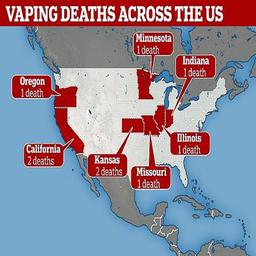 VAPING DEATHS ACROSS THE US
Minnesota
1 death
Indiana
1 death
Oregon
1 death
California
2 deaths
Kansas
2 deaths
Missouri
1 death
Illinois
1 death